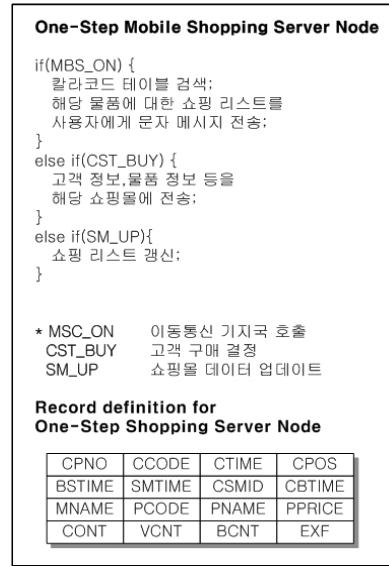 One-Step Mobile Shopping Server Node
if(MBS_ON) {
칼라코드 테이블 검색;
해당 물품에 대한 쇼핑 리스트를
사용자에게 문자 메시지 전송;
}
else if(CST_BUY) {
고객 정보,물품 정보 등을
해당 쇼핑몰에 전송;
}
else if(SM_UP){
쇼핑 리스트 갱신;
}
* MSC_ON 이동통신 기지국 호출
CST_BUY 고객 구매 결정
SM_UP 쇼핑몰 데이터 업데이트
Record definition for
One-Step Shopping Server Node
CPNO CCODE CTIME CPOS
BSTIME SMTIME CSMID CBTIME
MNAME PCODE PNAME PPRICE
CONT VCNT BCNT EXF